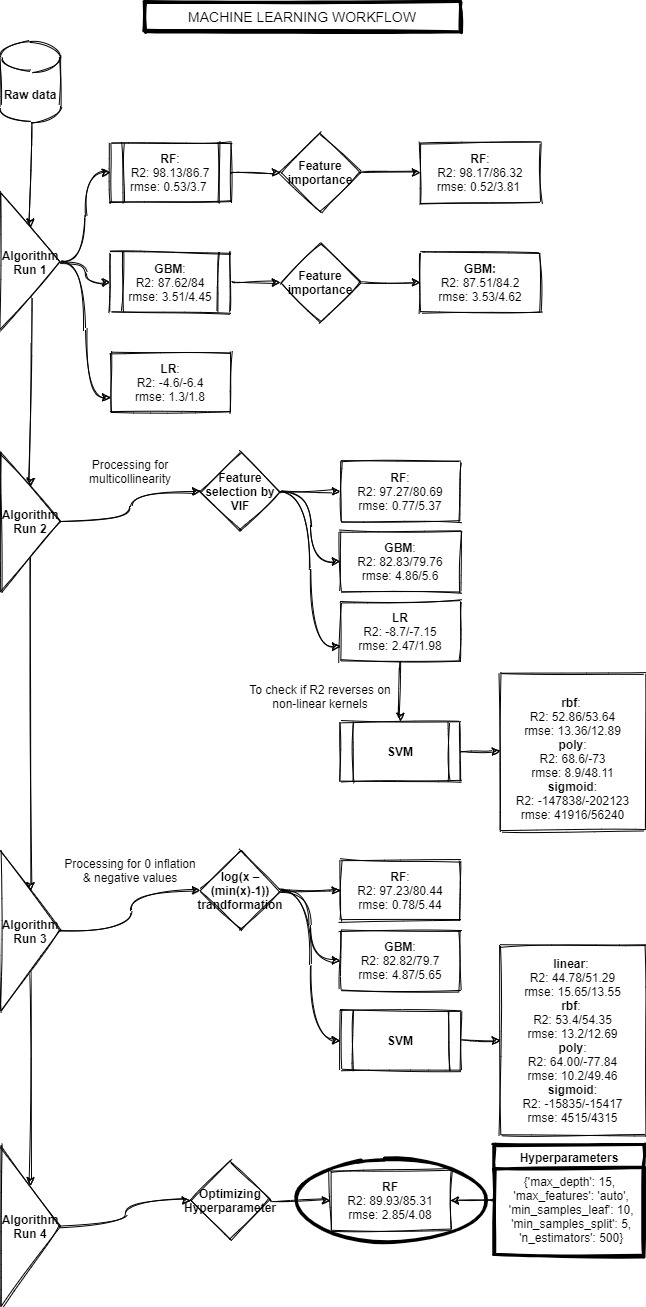 MACHINE LEARNING WORKFLOW
Raw data
Algorithm
Run 1
RF:
R2: 98.13/86.7
rmse: 0.53/3.7
Feature
importance
RF:
R2: 98.17/86.32
rmse: 0.52/3.81
GBM:
R2: 87.62/84
rmse: 3.51/4.45
Feature
importance
GBM:
R2: 87.51/84.2
rmse: 3.53/4.62
LR:
R2: -4.6/-6.4
rmse: 1.3/1.8
Algorithm
Run 2
Processing for
multicollinearity
Feature
selection by
VIF
RF:
R2: 97.27/80.69
rmse: 0.77/5.37
GBM:
R2: 82.83/79.76
rmse: 4.86/5.6
LR
R2: -8.7/-7.15
rmse: 2.47/1.98
To check if R2 reverses on
non-linear kernels
SVM
rbf:
R2: 52.86/53.64
rmse: 13.36/12.89
poly:
R2: 68.6/-73
rmse: 8.9/48.11
sigmoid:
R2: -147838/-202123
rmse: 41916/56240
Algorithm
Run 3
Processing for 0 inflation
& negative values
log(x –
(min(x)-1))
trandformation
RF:
R2: 97.23/80.44
rmse: 0.78/5.44
GBM:
R2: 82.82/79.7
rmse: 4.87/5.65
SVM
linear:
R2: 44.78/51.29
rmse: 15.65/13.55
rbf:
R2: 53.4/54.35
rmse: 13.2/12.69
poly:
R2: 64.00/-77.84
rmse: 10.2/49.46
sigmoid:
R2: -15835/-15417
rmse: 4515/4315
Algorithm
Run 4
Optimizing
Hyperparameter
RF
R2: 89.93/85.31
rmse: 2.85/4.08
Hyperparameters
{'max_depth': 15,
'max_features': 'auto',
'min_samples_leaf': 10,
'min_samples_split': 5,
'n_estimators': 500}